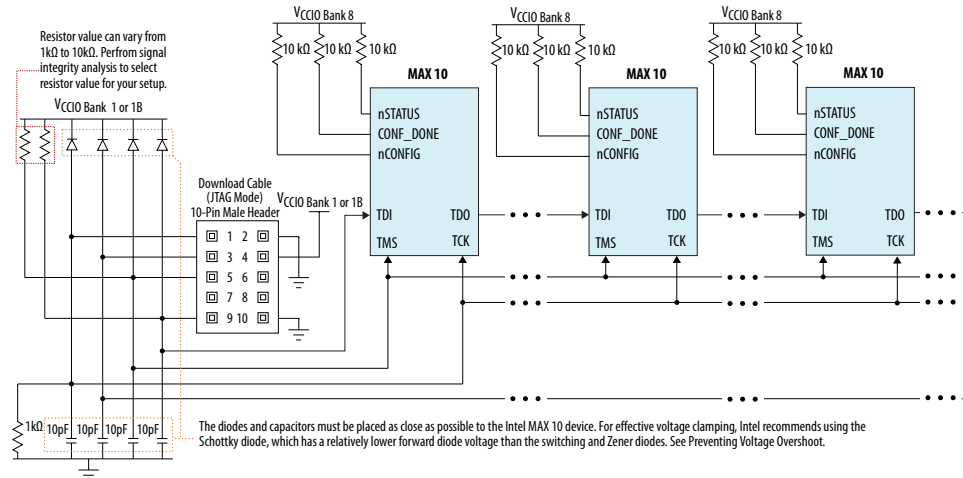 Resistor value can vary from
1kΩ to 10kΩ. Perfrom signal
integrity analysis to select
resistor value for your setup.
VCCIO Bank 1 or 1B
VCCIO Bank 8
10 kΩ 10 kΩ 10 kΩ
MAX 10
nSTATUS
CONF_DONE
nCONFIG
TDI TDO
TMS TCK
VCCIO Bank 8
10 kΩ 10 kΩ 10 kΩ
MAX 10
nSTATUS
CONF_DONE
nCONFIG
TDI TDO
TMS TCK
VCCIO Bank 8
10 kΩ 10 kΩ 10 kΩ
MAX 10
nSTATUS
CONF_DONE
nCONFIG
TDI TDO
TMS TCK
Download Cable
(JTAG Mode)
10-Pin Male Header
VCCIO Bank 1 or 1B
1 2
3 4
5 6
7 8
9 10
1kΩ 10pF 10pF 10pF 10pF
The diodes and capacitors must be placed as close as possible to the Intel MAX 10 device. For effective voltage clamping, Intel recommends using the
Schottky diode, which has a relatively lower forward diode voltage than the switching and Zener diodes. See Preventing Voltage Overshoot.